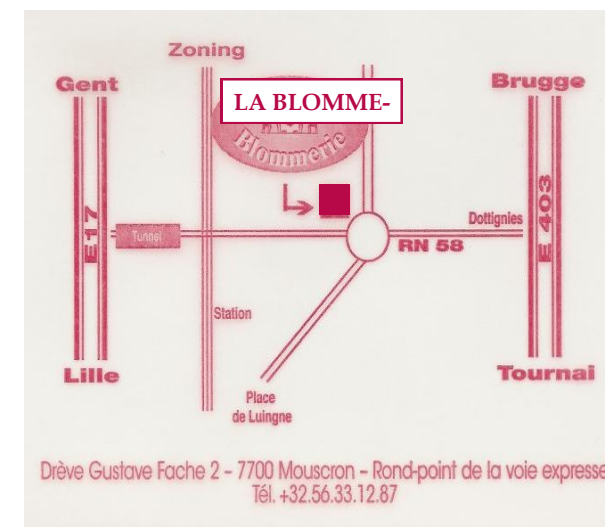 Zoning
Gent
Brugge
LA BLOMME-
Blommerie
E17
Tunnel
Dottignies
E 403
RN 58
Station
Lille
Tournai
Place
de Luingne
Drève Gustave Fache 2 – 7700 Mouscron – Rond-point de la voie expresse
Tél. +32.56.33.12.87